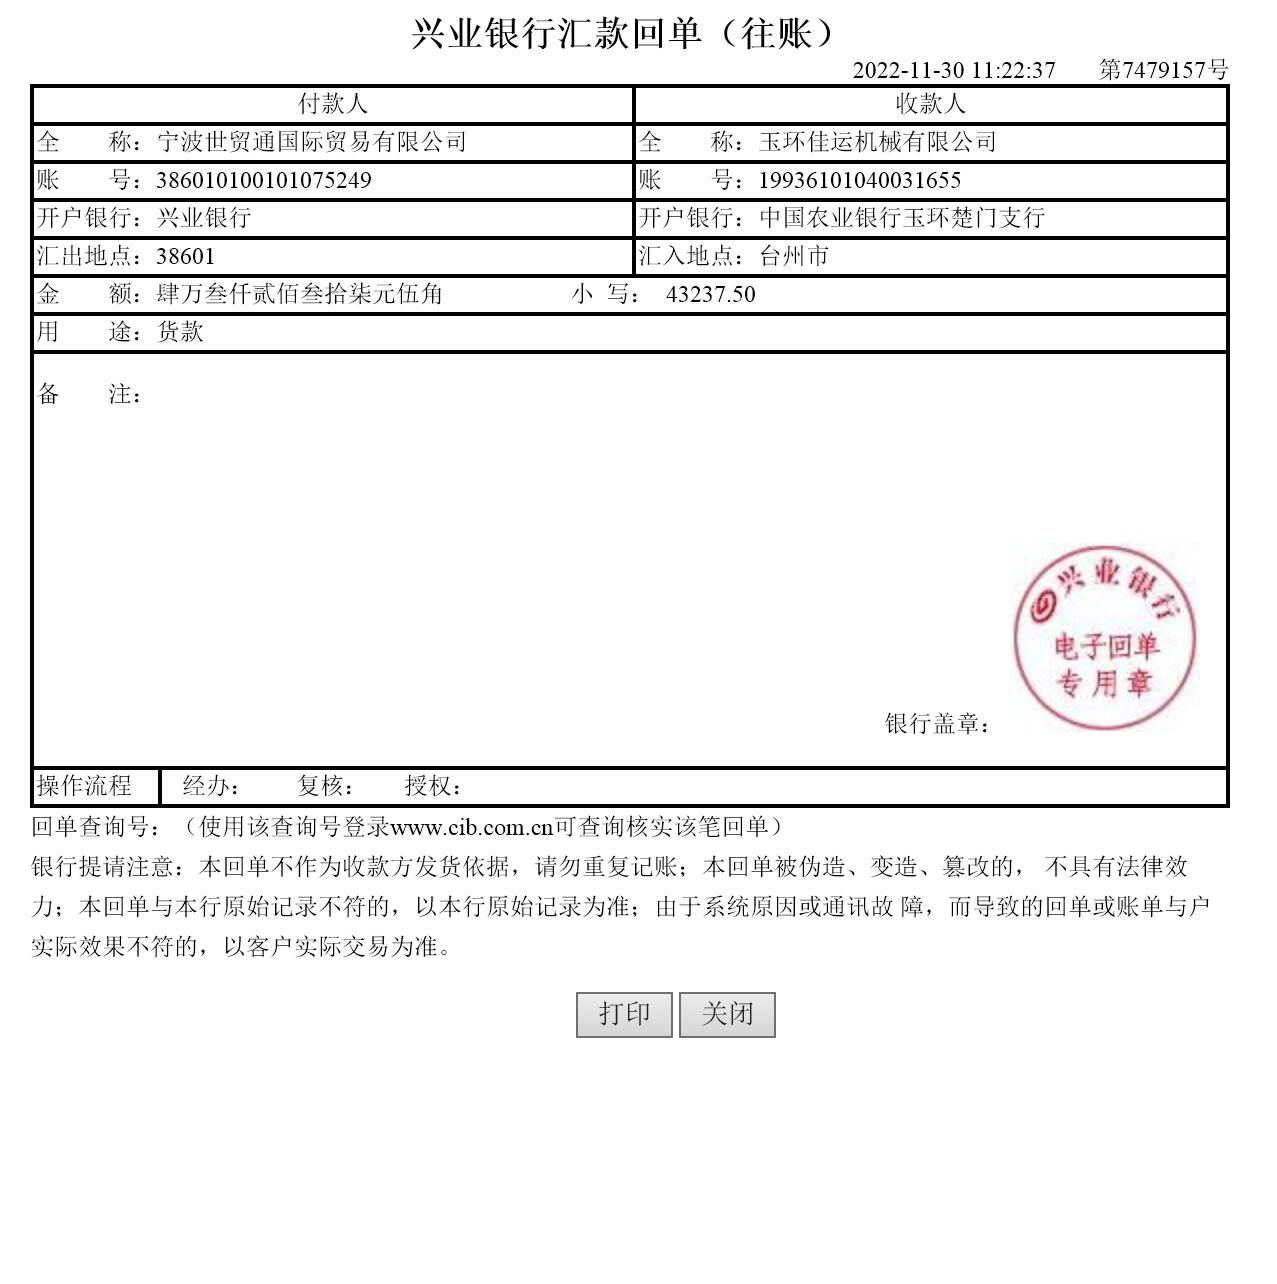 兴业银行汇款回单（往账）
2022-11-30 11:22:37 第7479157号
付款人 收款人
全 称：宁波世贸通国际贸易有限公司 全 称：玉环佳运机械有限公司
账 号：386010100101075249 账 号：19936101040031655
开户银行：兴业银行 开户银行：中国农业银行玉环楚门支行
汇出地点：38601 汇入地点：台州市
金 额：肆万叁仟贰佰叁拾柒元伍角 小 写： 43237.50
用 途：货款
备 注：
兴业银行
电子回单
专用章
银行盖章：
操作流程 经办： 复核： 授权：
回单查询号：（使用该查询号登录www.cib.com.cn可查询核实该笔回单）
银行提请注意：本回单不作为收款方发货依据，请勿重复记账；本回单被伪造、变造、篡改的， 不具有法律效
力；本回单与本行原始记录不符的，以本行原始记录为准；由于系统原因或通讯故 障，而导致的回单或账单与户
实际效果不符的，以客户实际交易为准。
打印 关闭